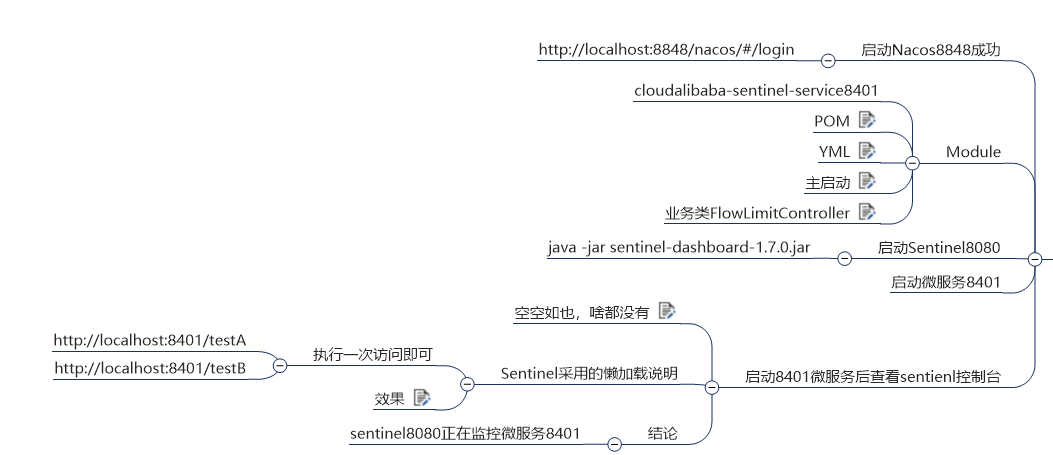 http://localhost:8848/nacos/#/login
启动Nacos8848成功
cloudalibaba-sentinel-service8401
POM
YML
Module
主启动
业务类FlowLimitController
java -jar sentinel-dashboard-1.7.0.jar
启动Sentinel8080
启动微服务8401
空空如也，啥都没有
http://localhost:8401/testA
执行一次访问即可
http://localhost:8401/testB
Sentinel采用的懒加载说明
启动8401微服务后查看sentienl控制台
效果
sentinel8080正在监控微服务8401
结论